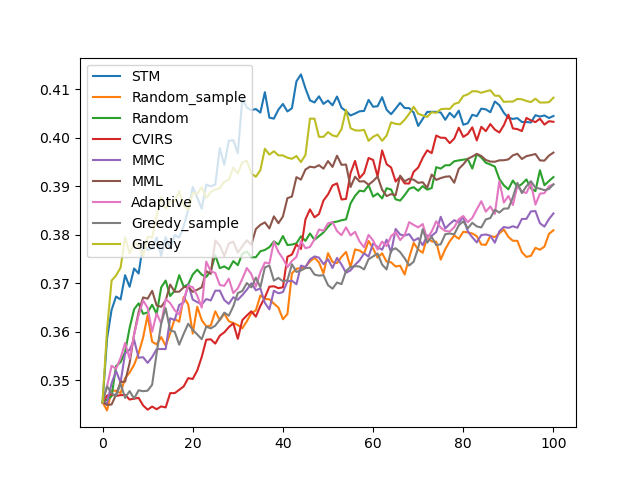 0.41
0.40
0.39
0.38
0.37
0.36
0.35
STM
Random_sample
Random
CVIRS
MMC
MML
Adaptive
Greedy_sample
Greedy
0 20 40 60 80 100